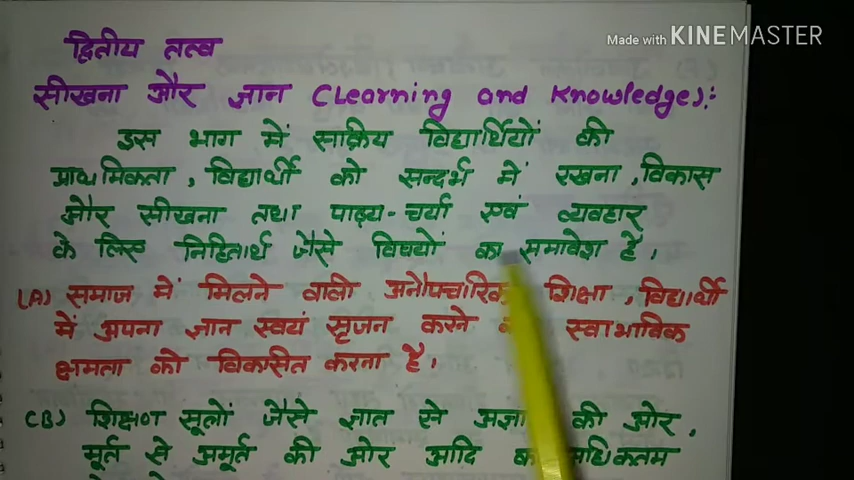 Made with KINEMASTER
द्वितीय तत्व
सीखना और ज्ञान (Learning and Knowledge):
इस भाग में सक्रिय विद्यार्थियों की
प्राथमिकता, विद्यार्थी को सन्दर्भ में रखना, विकास
और सीखना तथा पाठ्य-चर्या एवं व्यवहार
के लिए निहितार्थ जैसे विषयों का समावेश है।
(A) समाज में मिलने वाली अनौपचारिक शिक्षा, विद्यार्थी
में अपना ज्ञान स्वयं सृजन करने स्वाभाविक
क्षमता को विकसित करना है।
(B) शिक्षण सूत्रों जैसे ज्ञात से की ओर,
मूर्त से अमूर्त की ओर आदि अधिकतम